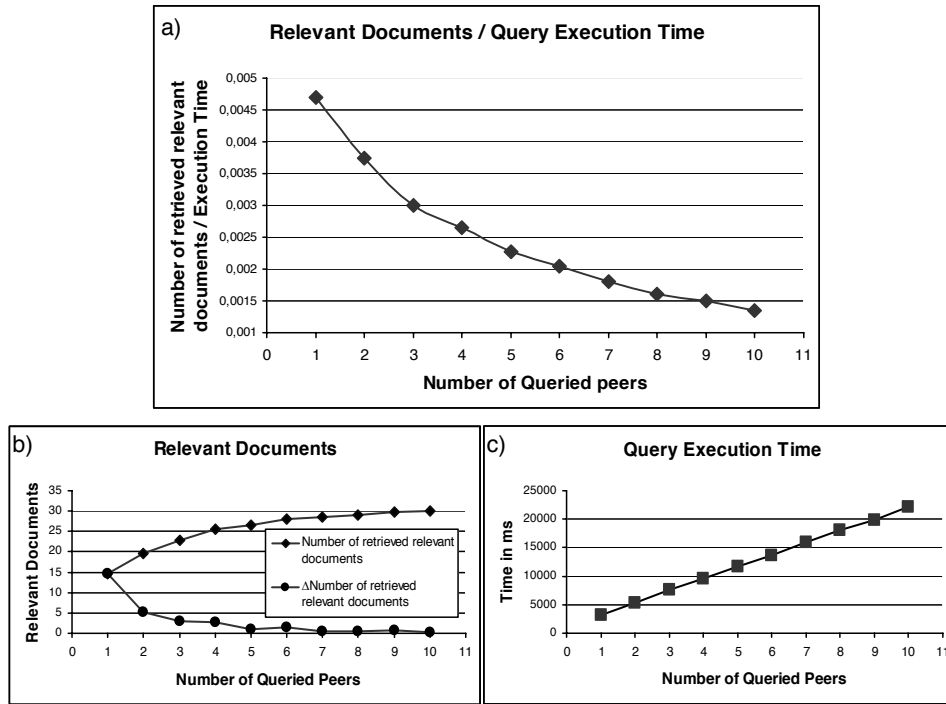 a)
Relevant Documents / Query Execution Time
Number of retrieved relevant
documents / Execution Time
0,005
0,0045
0,004
0,0035
0,003
0,0025
0,002
0,0015
0,001
0 1 2 3 4 5 6 7 8 9 10 11
Number of Queried peers
b)
Relevant Documents
Relevant Documents
35
30
25
20
15
10
5
0
0 1 2 3 4 5 6 7 8 9 10 11
Number of Queried Peers
Number of retrieved relevant
documents
ΔNumber of retrieved
relevant documents
c)
Query Execution Time
Time in ms
25000
20000
15000
10000
5000
0
0 1 2 3 4 5 6 7 8 9 10 11
Number of Queried Peers